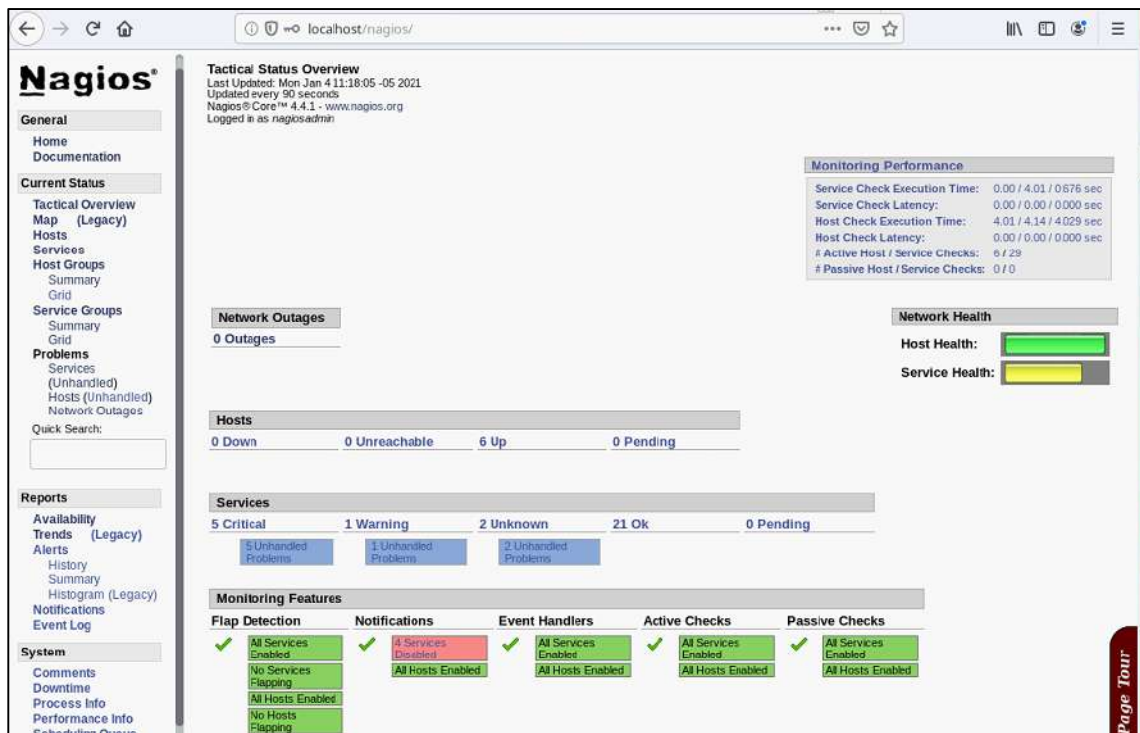 localhost/nagios/
Nagios®
General
Home
Documentation
Current Status
Tactical Overview
Map (Legacy)
Hosts
Services
Host Groups
Summary
Grid
Service Groups
Summary
Grid
Problems
Services
(Unhandled)
Hosts (Unhandled)
Network Outages
Quick Search:
Reports
Availability
Trends (Legacy)
Alerts
History
Summary
Histogram (Legacy)
Notifications
Event Log
System
Comments
Downtime
Process Info
Performance Info
Scheduling Queue
Tactical Status Overview
Last Updated: Mon Jan 4 11:18:05 -05 2021
Updated every 90 seconds
Nagios® Core™ 4.4.1 - www.nagios.org
Logged in as nagiosadmin
Monitoring Performance
Service Check Execution Time: 0.00 / 4.01 / 0.676 sec
Service Check Latency: 0.00 / 0.00 / 0.000 sec
Host Check Execution Time: 4.01 / 4.14 / 4.029 sec
Host Check Latency: 0.00 / 0.00 / 0.000 sec
# Active Host / Service Checks: 6 / 29
# Passive Host / Service Checks: 0 / 0
Network Outages
0 Outages
Network Health
Host Health:
Service Health:
Hosts
0 Down 0 Unreachable 6 Up 0 Pending
Services
5 Critical 1 Warning 2 Unknown 21 Ok 0 Pending
5 Unhandled 1 Unhandled 2 Unhandled
Problems Problems Problems
Monitoring Features
Flap Detection Notifications Event Handlers Active Checks Passive Checks
All Services 4 Services All Services All Services All Services
Enabled Disabled Enabled Enabled Enabled
No Services All Hosts Enabled All Hosts Enabled All Hosts Enabled All Hosts Enabled
Flapping
All Hosts Enabled
No Hosts
Flapping
Page Tour